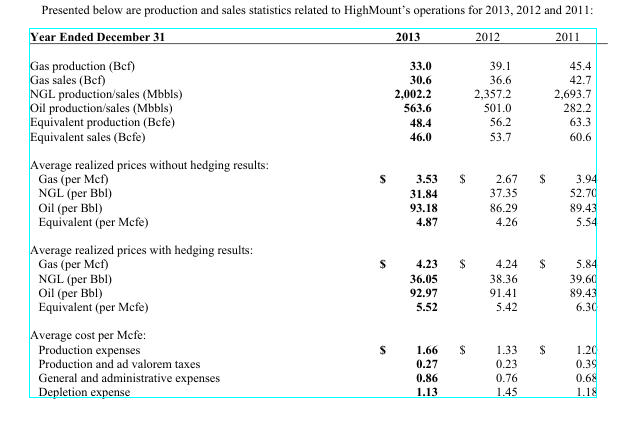 Presented below are production and sales statistics related to HighMount's operations for 2013, 2012 and 2011:
Year Ended December 31 2013 2012 2011
Gas production (Bcf) 33.0 39.1 45.4
Gas sales (Bcf) 30.6 36.6 42.7
NGL production/sales (Mbbls) 2,002.2 2,357.2 2,693.7
Oil production/sales (Mbbls) 563.6 501.0 282.2
Equivalent production (Bcfe) 48.4 56.2 63.3
Equivalent sales (Bcfe) 46.0 53.7 60.6
Average realized prices without hedging results:
Gas (per Mcf) $ 3.53 $ 2.67 $ 3.94
NGL (per Bbl) 31.84 37.35 52.70
Oil (per Bbl) 93.18 86.29 89.43
Equivalent (per Mcfe) 4.87 4.26 5.54
Average realized prices with hedging results:
Gas (per Mcf) $ 4.23 $ 4.24 $ 5.84
NGL (per Bbl) 36.05 38.36 39.60
Oil (per Bbl) 92.97 91.41 89.43
Equivalent (per Mcfe) 5.52 5.42 6.30
Average cost per Mcfe:
Production expenses $ 1.66 $ 1.33 $ 1.20
Production and ad valorem taxes 0.27 0.23 0.39
General and administrative expenses 0.86 0.76 0.68
Depletion expense 1.13 1.45 1.18